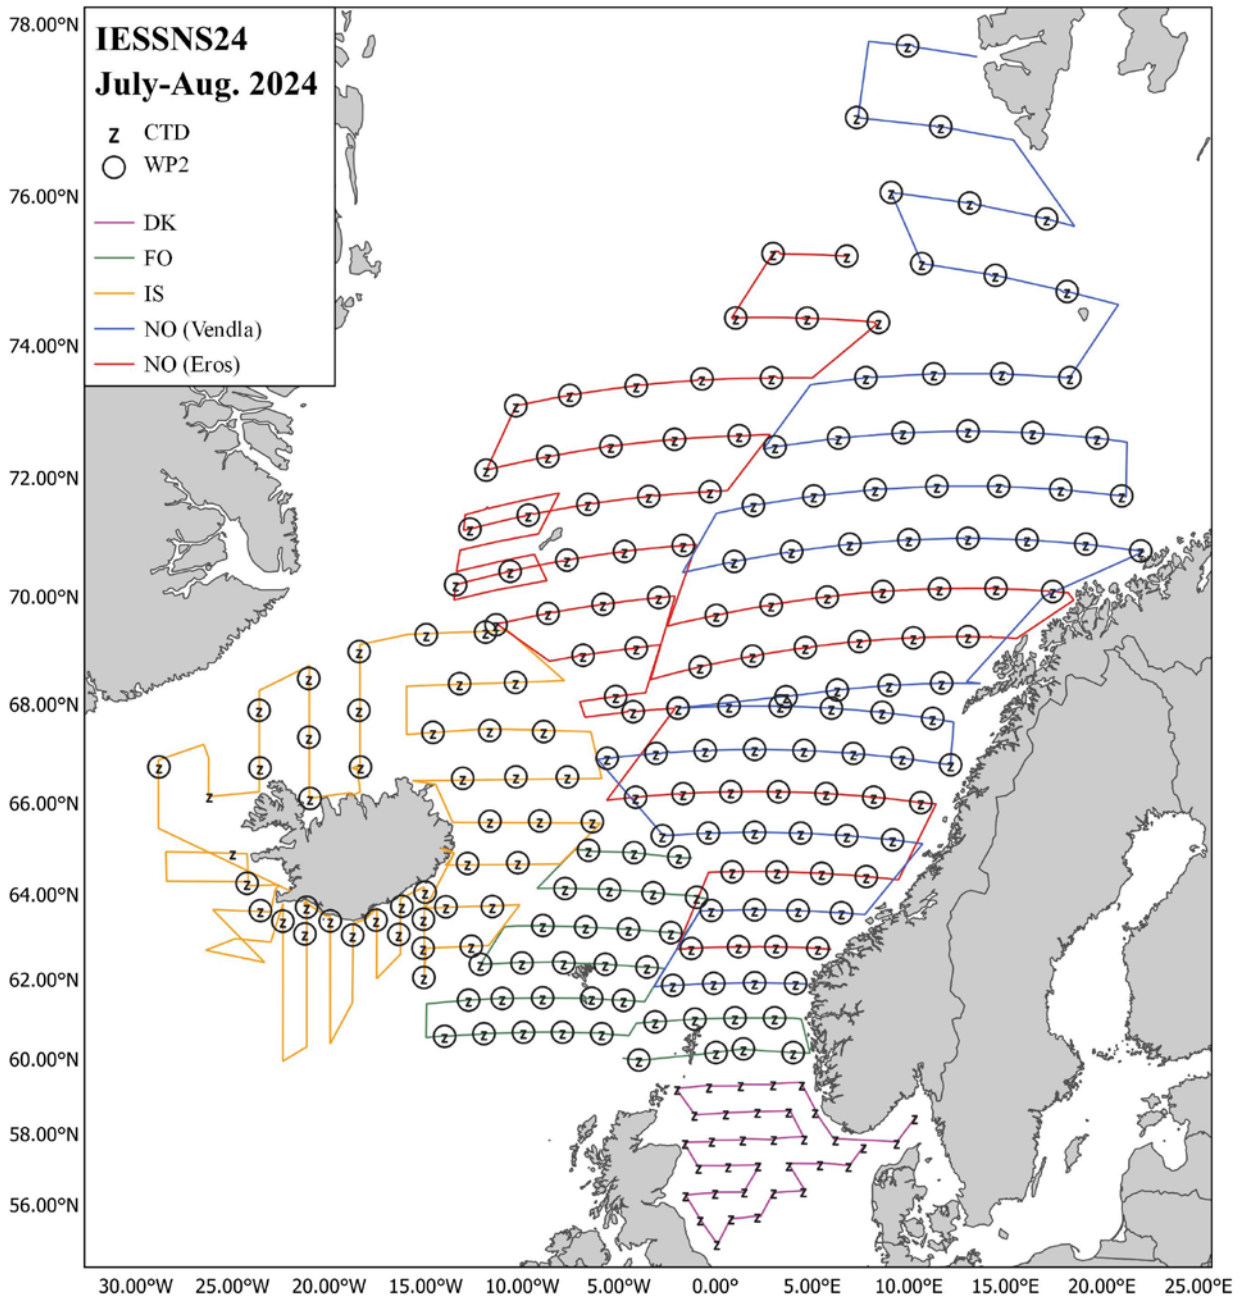 IESSNS24
July-Aug. 2024
z CTD
WP2
DK
FO
IS
NO (Vendla)
NO (Eros)
78.00°N
76.00°N
74.00°N
72.00°N
70.00°N
68.00°N
66.00°N
64.00°N
62.00°N
60.00°N
58.00°N
56.00°N
30.00°W 25.00°W 20.00°W 15.00°W 10.00°W 5.00°W 0.00° 5.00°E 10.00°E 15.00°E 20.00°E 25.00°E